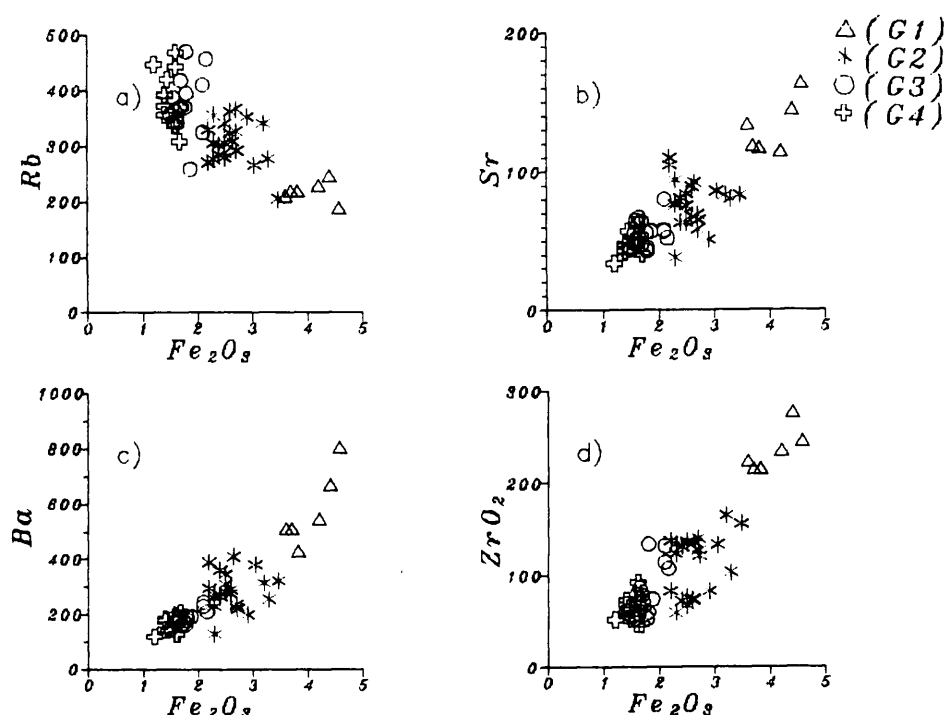 △ (G1)
* (G2)
○ (G3)
✚ (G4)
a)
Rb
500
400
300
200
100
0
0 1 2 3 4 5
Fe₂O₃
b)
Sr
200
100
0
0 1 2 3 4 5
Fe₂O₃
c)
Ba
1000
800
600
400
200
0
0 1 2 3 4 5
Fe₂O₃
d)
ZrO₂
300
200
100
0
0 1 2 3 4 5
Fe₂O₃